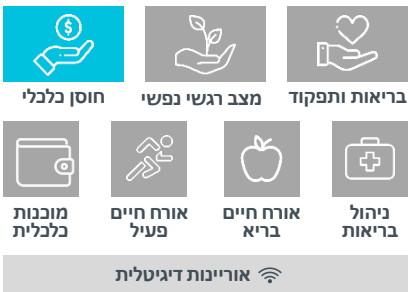 בריאות ותפקוד
מצב רגשי נפשי
חוסן כלכלי
ניהול
בריאות
אורח חיים
בריא
אורח חיים
פעיל
מוכנות
כלכלית
אוריינות דיגיטלית